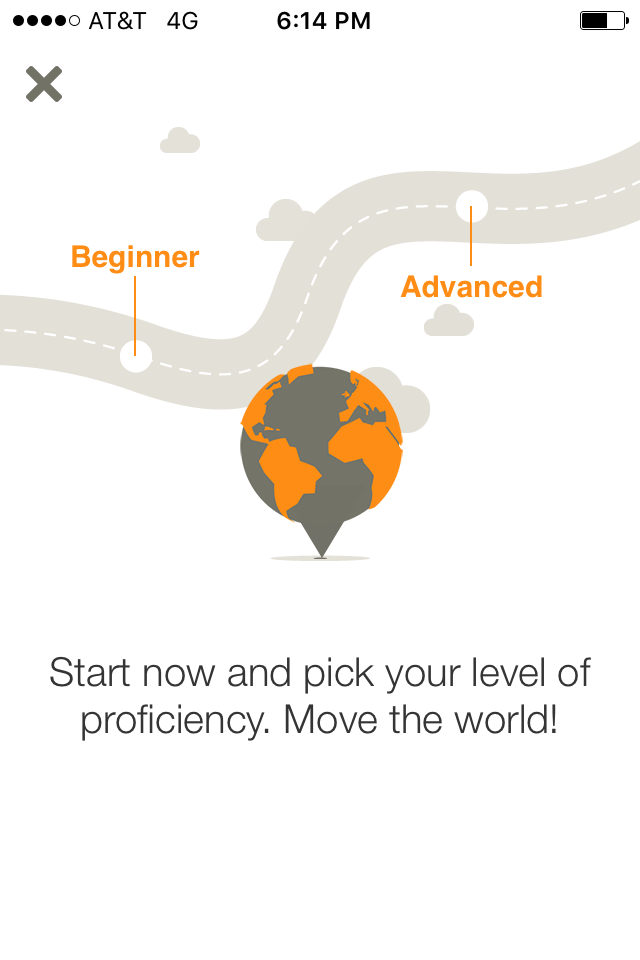 AT&T 4G 6:14 PM
Beginner
Advanced
Start now and pick your level of
proficiency. Move the world!